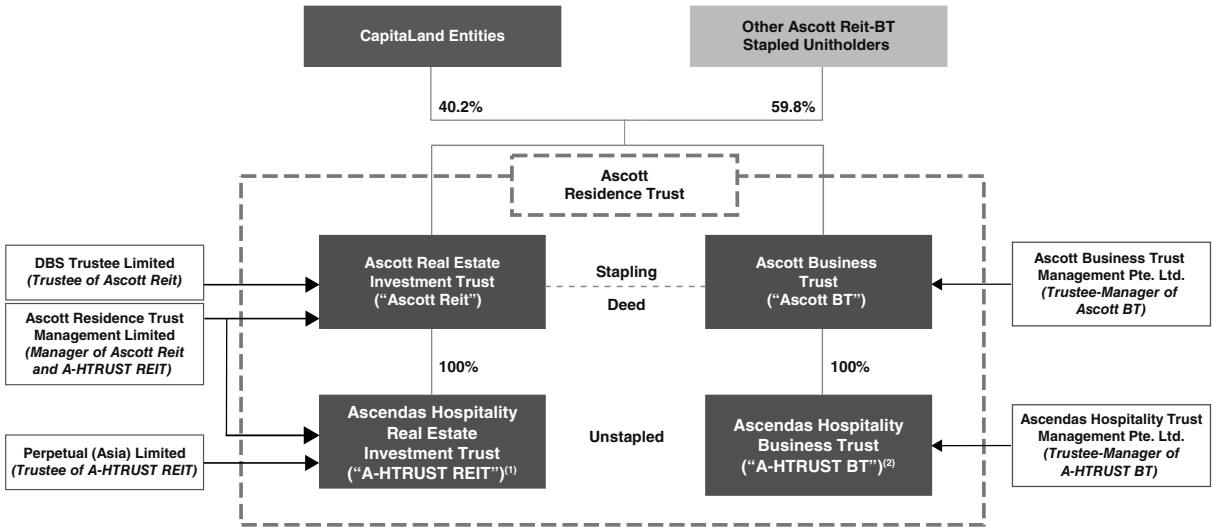 CapitaLand Entities
Other Ascott Reit-BT
Stapled Unitholders
40.2%
59.8%
Ascott
Residence Trust
DBS Trustee Limited
(Trustee of Ascott Reit)
Ascott Residence Trust
Management Limited
(Manager of Ascott Reit
and A-HTRUST REIT)
Perpetual (Asia) Limited
(Trustee of A-HTRUST REIT)
Ascott Real Estate
Investment Trust
(“Ascott Reit”)
Stapling
Deed
Ascott Business
Trust
(“Ascott BT”)
Ascott Business Trust
Management Pte. Ltd.
(Trustee-Manager of
Ascott BT)
100%
100%
Ascendas Hospitality
Real Estate
Investment Trust
(“A-HTRUST REIT”)(1)
Unstapled
Ascendas Hospitality
Business Trust
(“A-HTRUST BT”)(2)
Ascendas Hospitality Trust
Management Pte. Ltd.
(Trustee-Manager of
A-HTRUST BT)